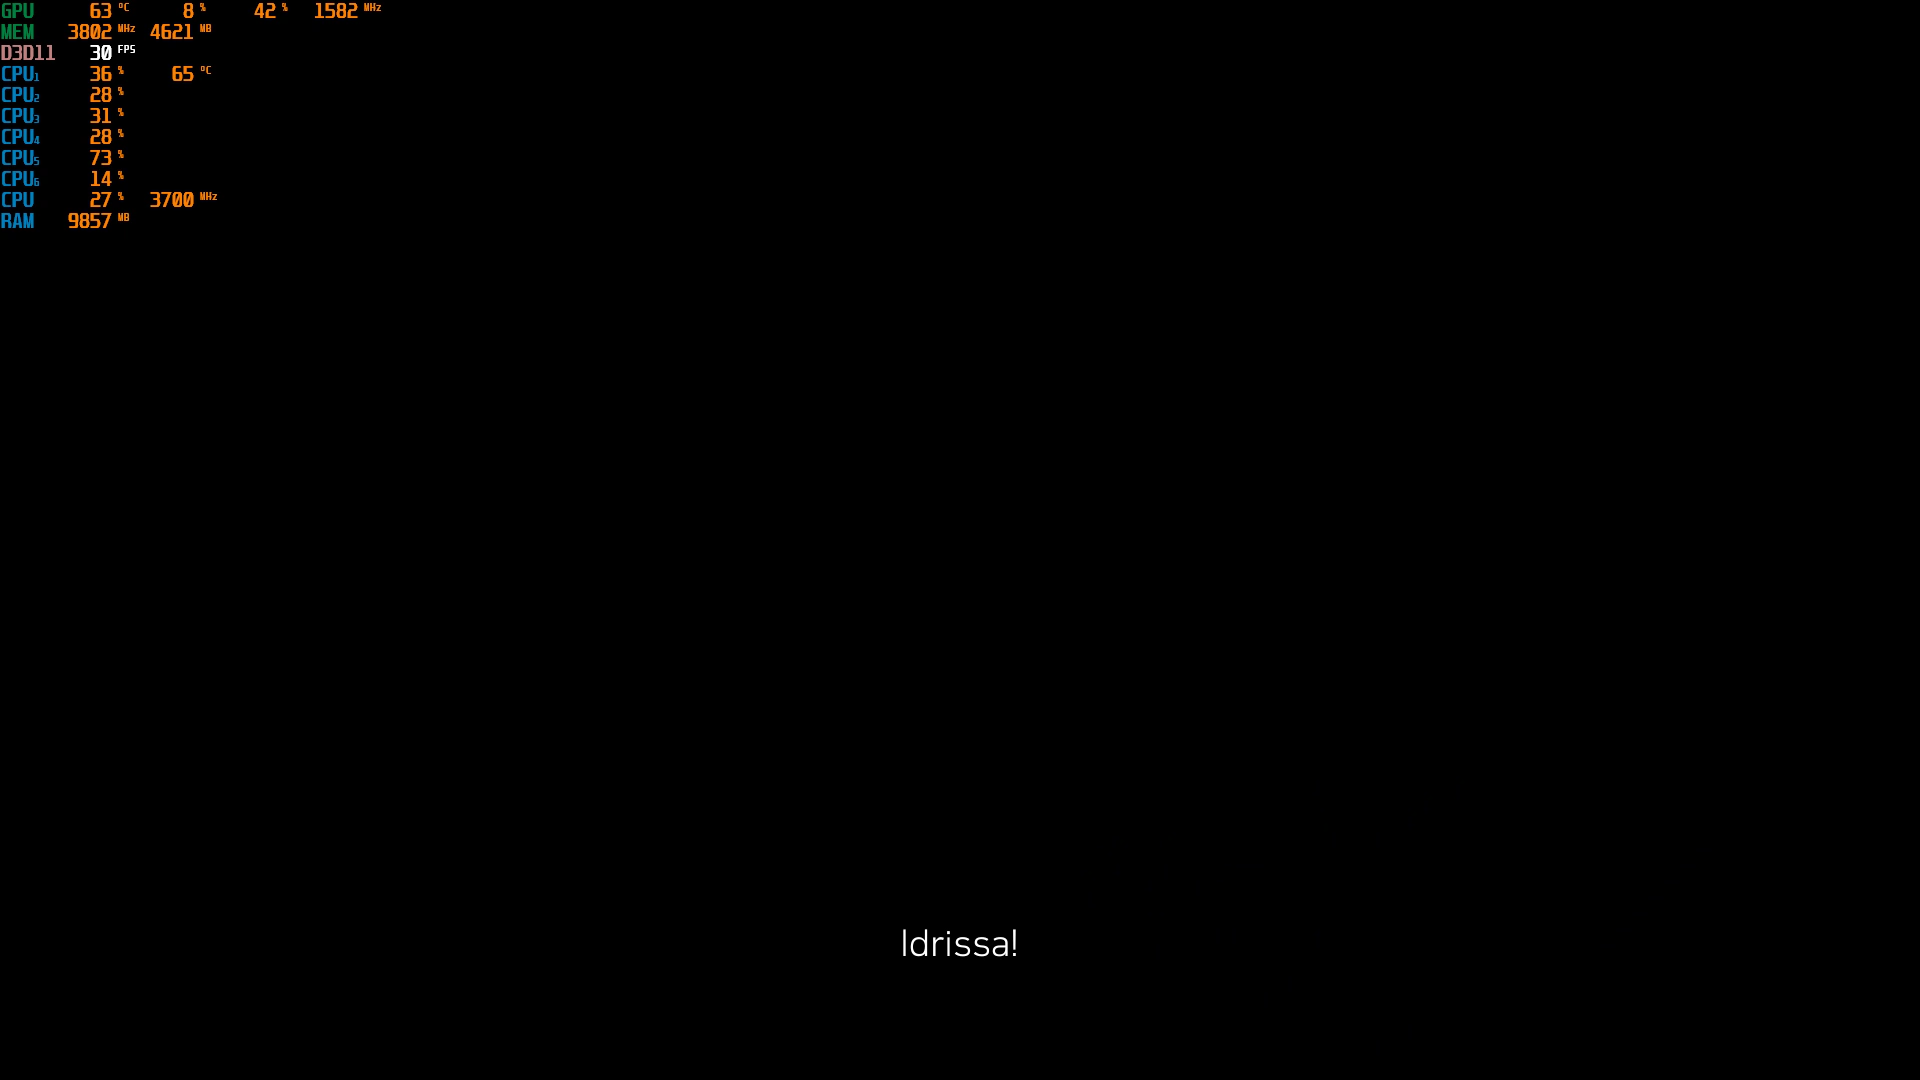 GPU 63 °C 8 % 42 % 1582 MHz
MEM 3802 MHz 4621 MB
D3D11 30 FPS
CPU1 36 % 65 °C
CPU2 28 %
CPU3 31 %
CPU4 28 %
CPU5 73 %
CPU6 14 %
CPU 27 % 3700 MHz
RAM 9857 MB
Idrissa!